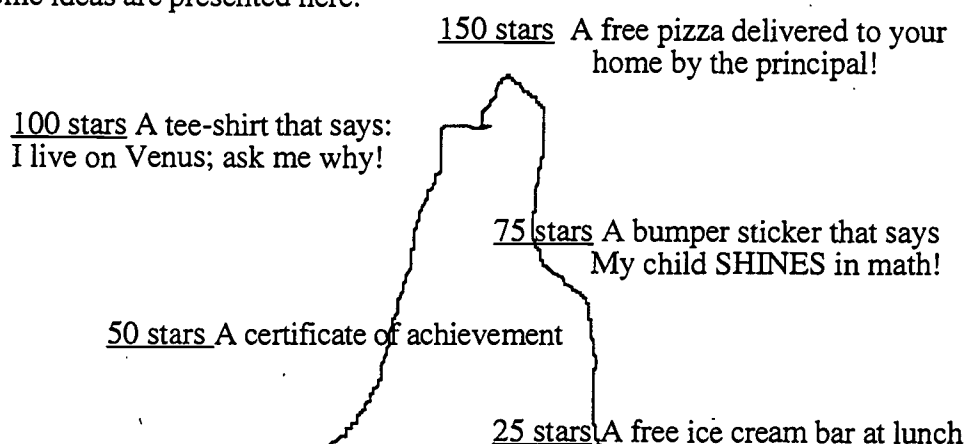 ideas are presented here.
150 stars A free pizza delivered to your
home by the principal!
100 stars A tee-shirt that says:
I live on Venus; ask me why!
75 stars A bumper sticker that says
My child SHINES in math!
50 stars A certificate of achievement
25 stars A free ice cream bar at lunch